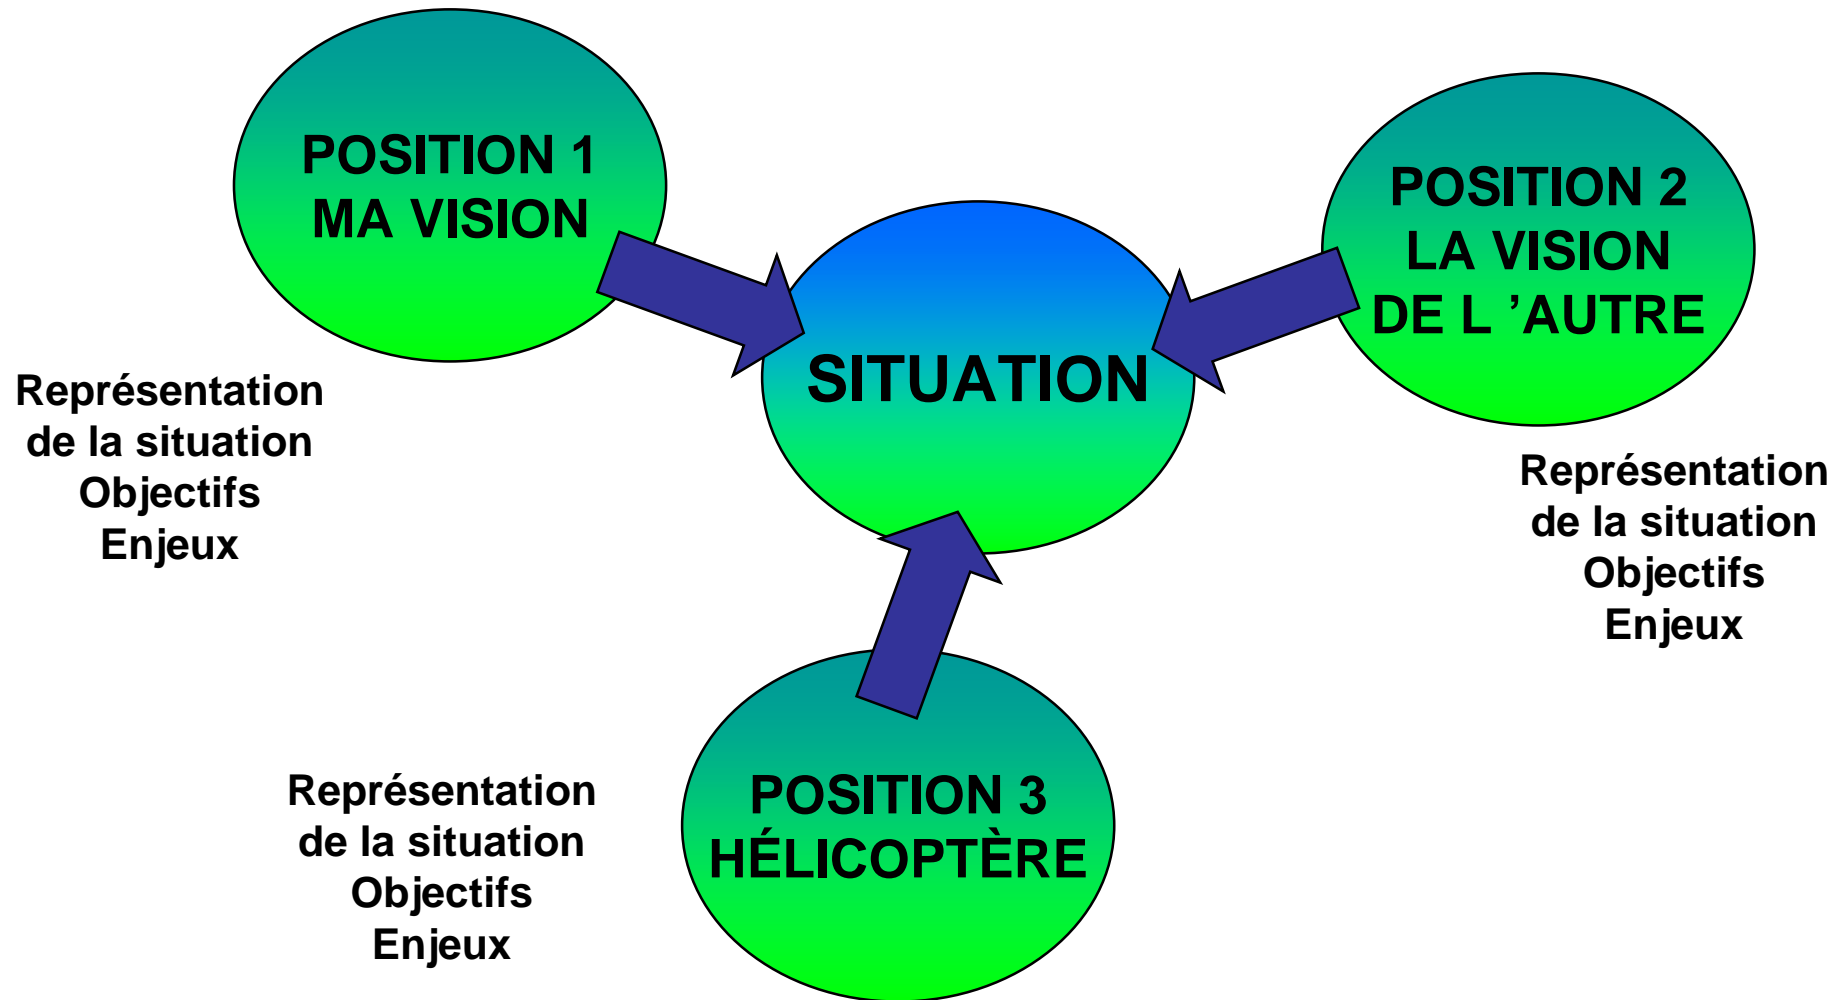 POSITION 1
MA VISION
Représentation
de la situation
Objectifs
Enjeux
SITUATION
POSITION 2
LA VISION
DE L ’AUTRE
Représentation
de la situation
Objectifs
Enjeux
POSITION 3
HÉLICOPTÈRE
Représentation
de la situation
Objectifs
Enjeux